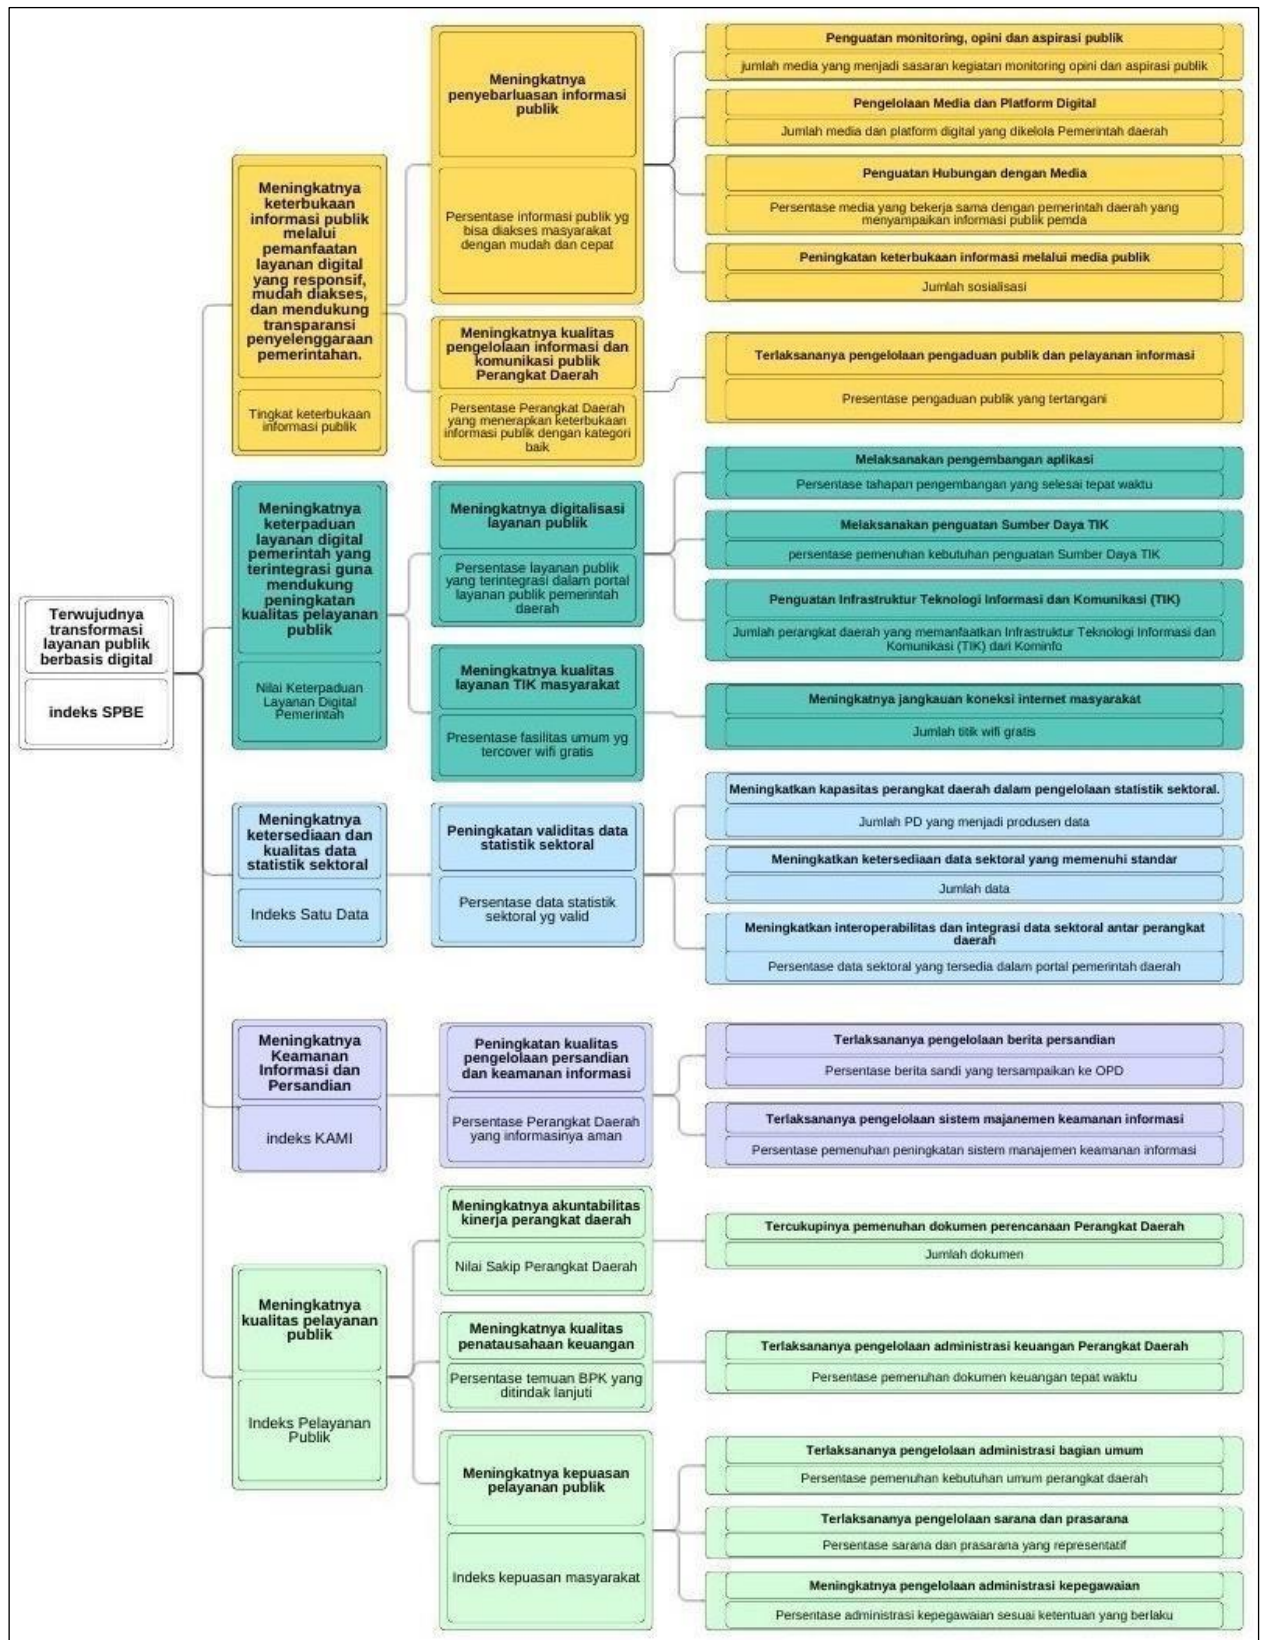 Terwujudnya
transformasi
layanan publik
berbasis digital
indeks SPBE
Meningkatnya
keterbukaan
informasi publik
melalui
pemanfaatan
layanan digital
yang responsif,
mudah diakses,
dan mendukung
transparansi
penyelenggaraan
pemerintahan.
Tingkat keterbukaan
informasi publik
Meningkatnya
penyebarluasan informasi
publik
Persentase informasi publik yg
bisa diakses masyarakat
dengan mudah dan cepat
Penguatan monitoring, opini dan aspirasi publik
jumlah media yang menjadi sasaran kegiatan monitoring opini dan aspirasi publik
Pengelolaan Media dan Platform Digital
Jumlah media dan platform digital yang dikelola Pemerintah daerah
Penguatan Hubungan dengan Media
Persentase media yang bekerja sama dengan pemerintah daerah yang
menyampaikan informasi publik pemda
Peningkatan keterbukaan informasi melalui media publik
Jumlah sosialisasi
Meningkatnya kualitas
pengelolaan informasi dan
komunikasi publik
Perangkat Daerah
Persentase Perangkat Daerah
yang menerapkan keterbukaan
informasi publik dengan kategori
baik
Terlaksananya pengelolaan pengaduan publik dan pelayanan informasi
Presentase pengaduan publik yang tertangani
Meningkatnya
keterpaduan
layanan digital
pemerintah yang
terintegrasi guna
mendukung
peningkatan
kualitas pelayanan
publik
Nilai Keterpaduan
Layanan Digital
Pemerintah
Meningkatnya digitalisasi
layanan publik
Persentase layanan publik
yang terintegrasi dalam portal
layanan publik pemerintah
daerah
Melaksanakan pengembangan aplikasi
Persentase tahapan pengembangan yang selesai tepat waktu
Melaksanakan penguatan Sumber Daya TIK
persentase pemenuhan kebutuhan penguatan Sumber Daya TIK
Penguatan Infrastruktur Teknologi Informasi dan Komunikasi (TIK)
Jumlah perangkat daerah yang memanfaatkan Infrastruktur Teknologi Informasi dan
Komunikasi (TIK) dari Kominfo
Meningkatnya kualitas
layanan TIK masyarakat
Presentase fasilitas umum yg
tercover wifi gratis
Meningkatnya jangkauan koneksi internet masyarakat
Jumlah titik wifi gratis
Meningkatnya
ketersediaan dan
kualitas data
statistik sektoral
Indeks Satu Data
Peningkatan validitas data
statistik sektoral
Persentase data statistik
sektoral yg valid
Meningkatkan kapasitas perangkat daerah dalam pengelolaan statistik sektoral.
Jumlah PD yang menjadi produsen data
Meningkatkan ketersediaan data sektoral yang memenuhi standar
Jumlah data
Meningkatkan interoperabilitas dan integrasi data sektoral antar perangkat
daerah
Persentase data sektoral yang tersedia dalam portal pemerintah daerah
Meningkatnya
Keamanan
Informasi dan
Persandian
indeks KAMI
Peningkatan kualitas
pengelolaan persandian
dan keamanan informasi
Persentase Perangkat Daerah
yang informasinya aman
Terlaksananya pengelolaan berita persandian
Persentase berita sandi yang tersampaikan ke OPD
Terlaksananya pengelolaan sistem majanemen keamanan informasi
Persentase pemenuhan peningkatan sistem manajemen keamanan informasi
Meningkatnya
kualitas pelayanan
publik
Indeks Pelayanan
Publik
Meningkatnya akuntabilitas
kinerja perangkat daerah
Nilai Sakip Perangkat Daerah
Tercukupinya pemenuhan dokumen perencanaan Perangkat Daerah
Jumlah dokumen
Meningkatnya kualitas
penatausahaan keuangan
Persentase temuan BPK yang
ditindak lanjuti
Terlaksananya pengelolaan administrasi keuangan Perangkat Daerah
Persentase pemenuhan dokumen keuangan tepat waktu
Meningkatnya kepuasan
pelayanan publik
Indeks kepuasan masyarakat
Terlaksananya pengelolaan administrasi bagian umum
Persentase pemenuhan kebutuhan umum perangkat daerah
Terlaksananya pengelolaan sarana dan prasarana
Persentase sarana dan prasarana yang representatif
Meningkatnya pengelolaan administrasi kepegawaian
Persentase administrasi kepegawaian sesuai ketentuan yang berlaku